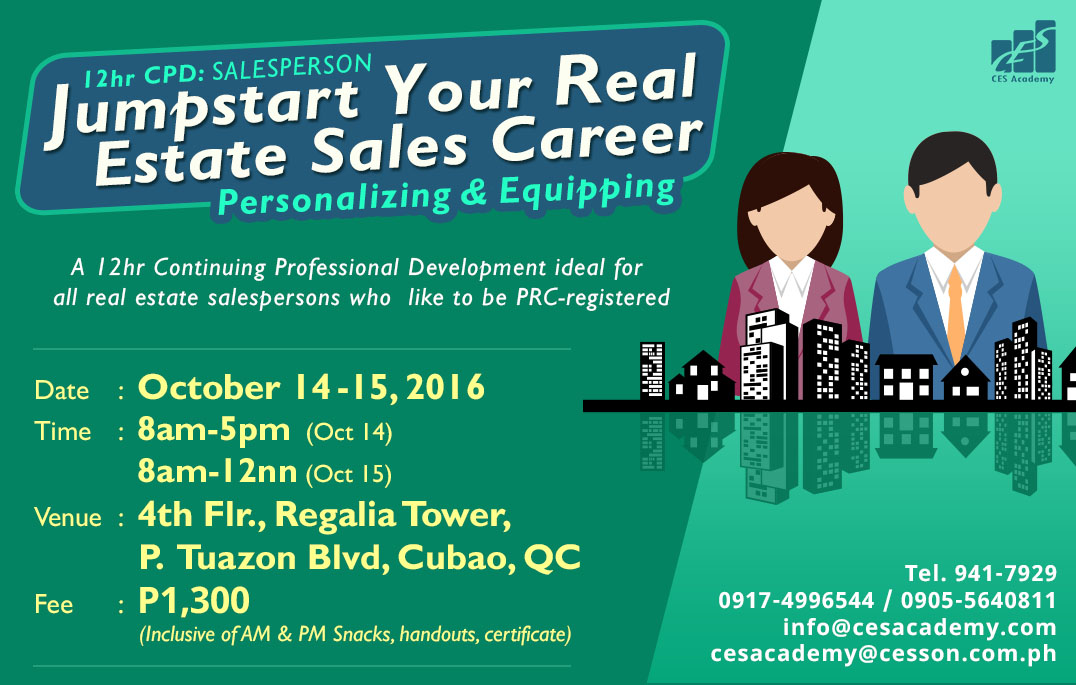 12hr CPD: SALESPERSON
Jumpstart Your Real
Estate Sales Career
Personalizing & Equipping
CES
CES Academy
A 12hr Continuing Professional Development ideal for
all real estate salespersons who like to be PRC-registered
Date : October 14 -15, 2016
Time : 8am-5pm (Oct 14)
8am-12nn (Oct 15)
Venue : 4th Flr., Regalia Tower,
P. Tuazon Blvd, Cubao, QC
Fee : P1,300
(Inclusive of AM & PM Snacks, handouts, certificate)
Tel. 941-7929
0917-4996544 / 0905-5640811
info@cesacademy.com
cesacademy@cesson.com.ph